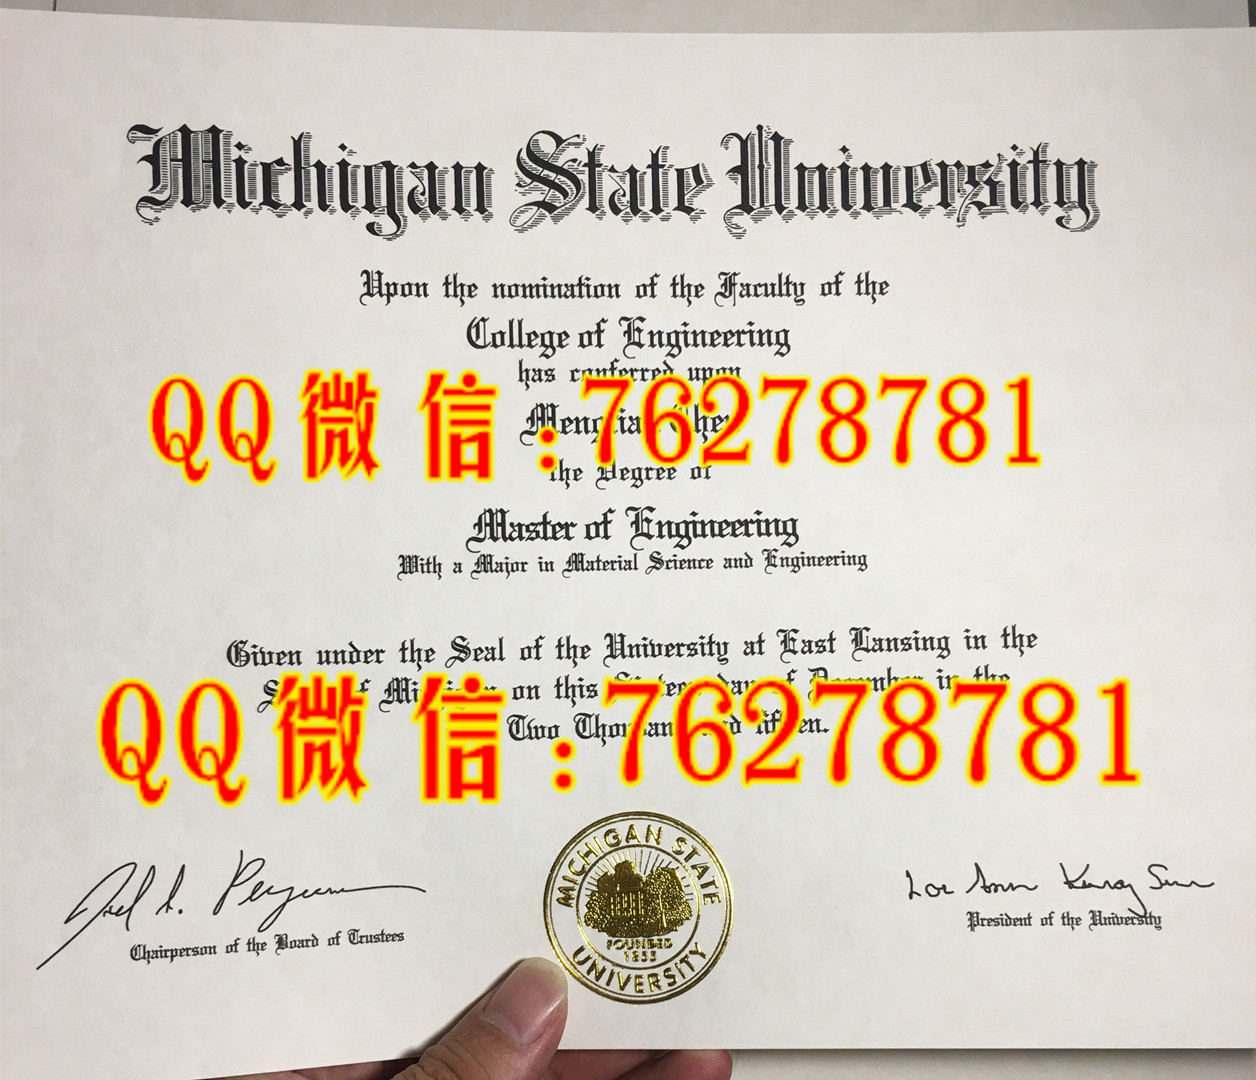 Michigan State University
Upon the nomination of the Faculty of the
College of Engineering
has conferred upon
QQ微信:76278781
the Degree of
Master of Engineering
With a Major in Material Science and Engineering
Given under the Seal of the University at East Lansing in the
on this
QQ微信:76278781
Two
MICHIGAN STATE
FOUNDED
1855
UNIVERSITY
Chairperson of the Board of Trustees
President of the University